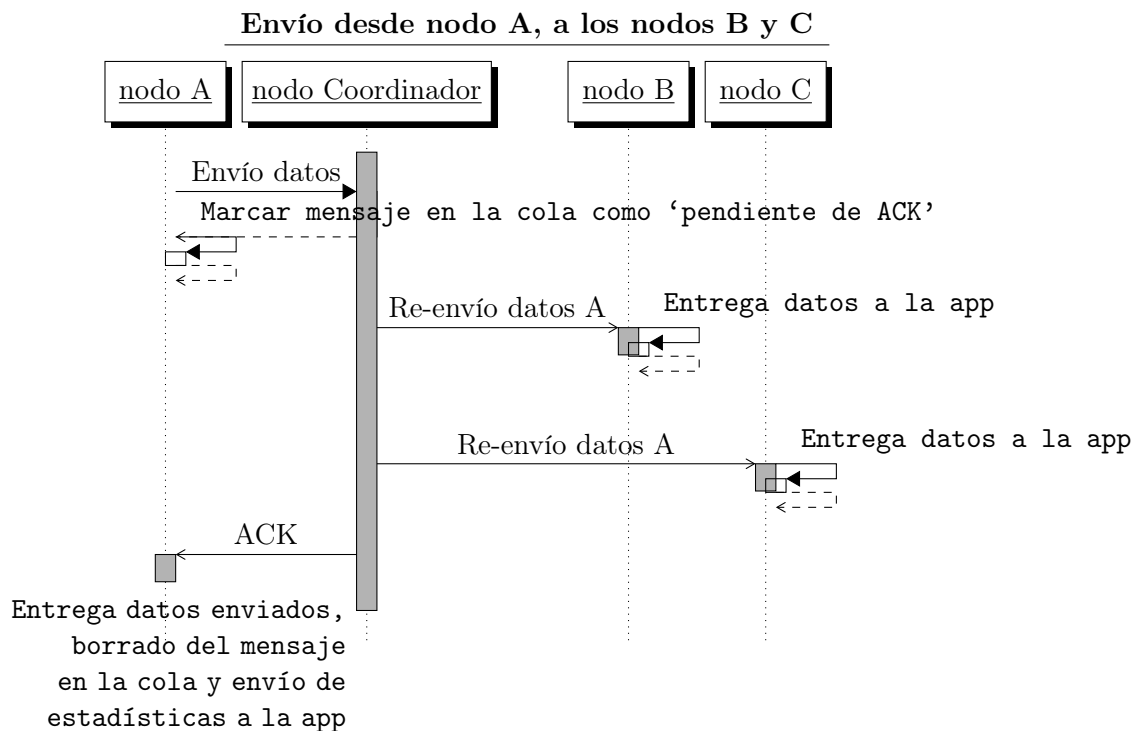 Envío desde nodo A, a los nodos B y C
nodo A
nodo Coordinador
nodo B
nodo C
Envío datos
Marcar mensaje en la cola como ‘pendiente de ACK’
Re-envío datos A
Entrega datos a la app
Re-envío datos A
Entrega datos a la app
ACK
Entrega datos enviados,
borrado del mensaje
en la cola y envío de
estadísticas a la app